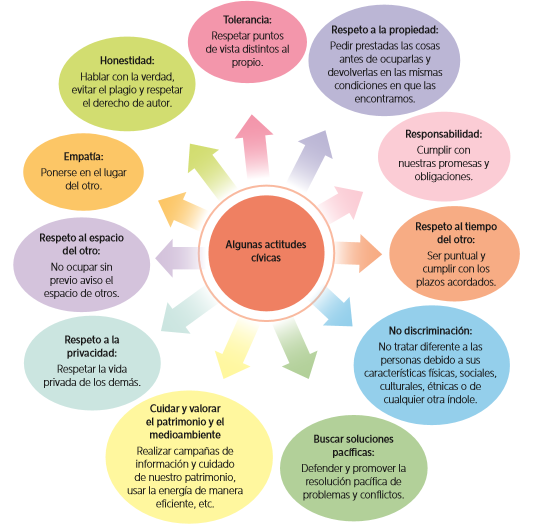 Algunas actitudes
cívicas
Tolerancia:
Respetar puntos
de vista distintos al
propio.
Respeto a la propiedad:
Pedir prestadas las cosas
antes de ocuparlas y
devolverlas en las mismas
condiciones en que las
encontramos.
Responsabilidad:
Cumplir con
nuestras promesas y
obligaciones.
Respeto al tiempo
del otro:
Ser puntual y
cumplir con los
plazos acordados.
No discriminación:
No tratar diferente a las
personas debido a sus
características físicas, sociales,
culturales, étnicas o de
cualquier otra índole.
Buscar soluciones
pacíficas:
Defender y promover la
resolución pacífica de
problemas y conflictos.
Cuidar y valorar
el patrimonio y el
medioambiente
Realizar campañas de
información y cuidado
de nuestro patrimonio,
usar la energía de manera
eficiente, etc.
Respeto a la
privacidad:
Respetar la vida
privada de los demás.
Respeto al espacio
del otro:
No ocupar sin
previo aviso el
espacio de otros.
Empatía:
Ponerse en el lugar
del otro.
Honestidad:
Hablar con la verdad,
evitar el plagio y respetar
el derecho de autor.